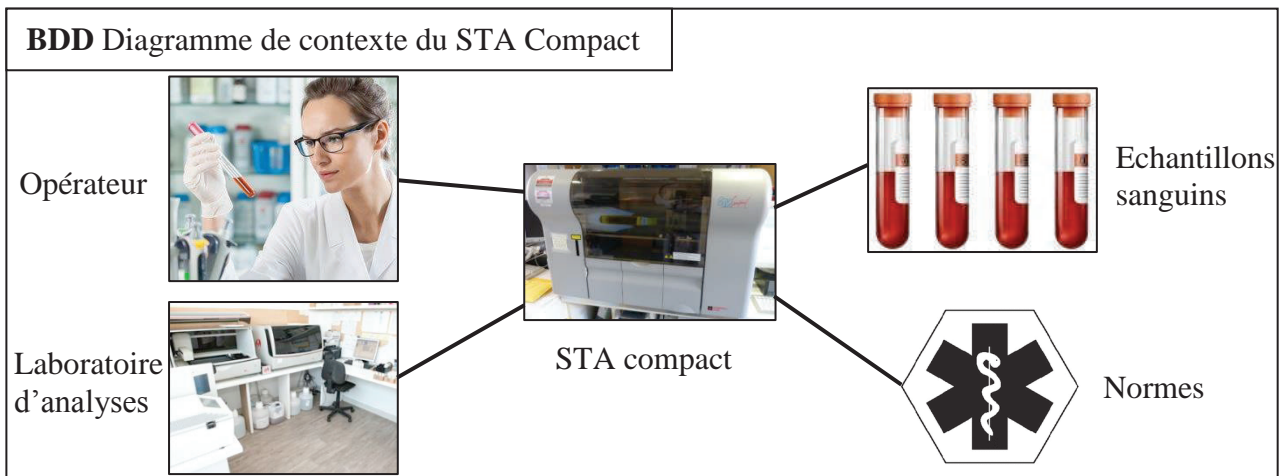 BDD Diagramme de contexte du STA Compact
Opérateur
Echantillons
sanguins
STA compact
Laboratoire
d'analyses
Normes